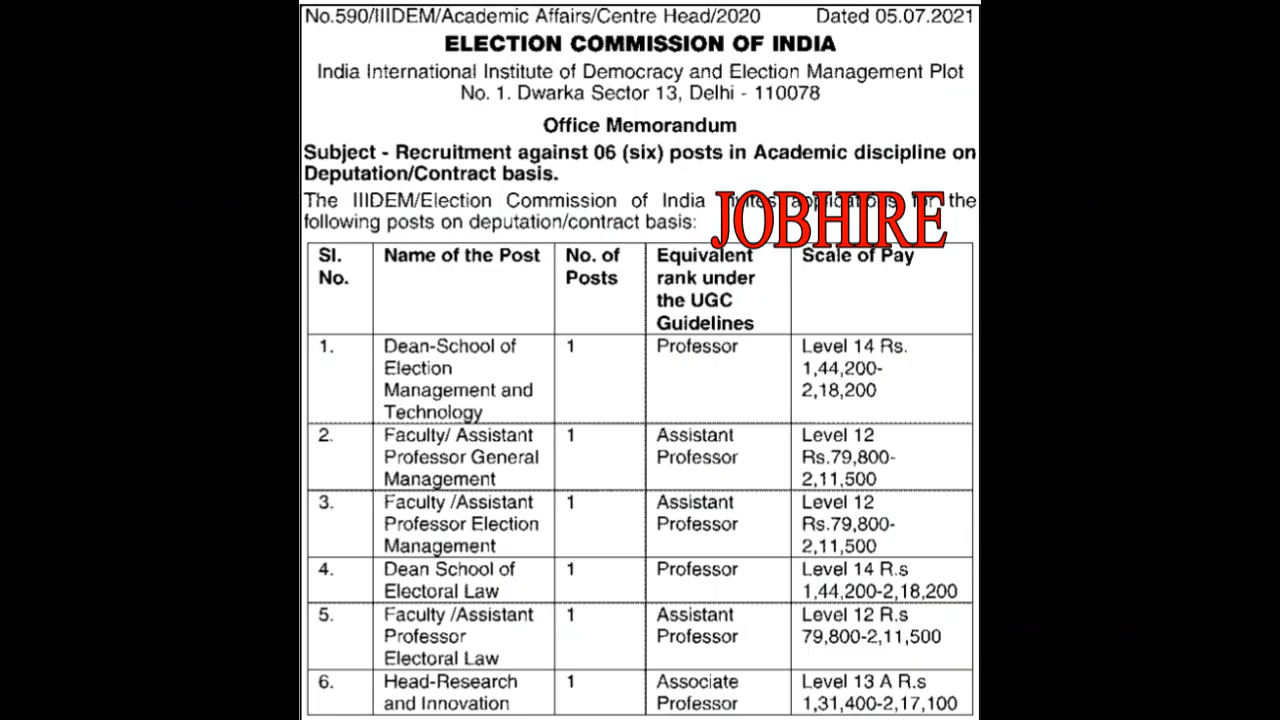 No.590/IIIDEM/Academic Affairs/Centre Head/2020 Dated 05.07.2021
ELECTION COMMISSION OF INDIA
India International Institute of Democracy and Election Management Plot
No. 1. Dwarka Sector 13, Delhi - 110078
Office Memorandum
Subject - Recruitment against 06 (six) posts in Academic discipline on
Deputation/Contract basis.
The IIIDEM/Election Commission of India invites applications for the
following posts on deputation/contract basis:
JOBHIRE
Sl. Name of the Post No. of Equivalent Scale of Pay
No. Posts rank under
the UGC
Guidelines
1. Dean-School of 1 Professor Level 14 Rs.
Election 1,44,200-
Management and 2,18,200
Technology
2. Faculty/ Assistant 1 Assistant Level 12
Professor General Professor Rs.79,800-
Management 2,11,500
3. Faculty /Assistant 1 Assistant Level 12
Professor Election Professor Rs.79,800-
Management 2,11,500
4. Dean School of 1 Professor Level 14 R.s
Electoral Law 1,44,200-2,18,200
5. Faculty /Assistant 1 Assistant Level 12 R.s
Professor Professor 79,800-2,11,500
Electoral Law
6. Head-Research 1 Associate Level 13 A R.s
and Innovation Professor 1,31,400-2,17,100